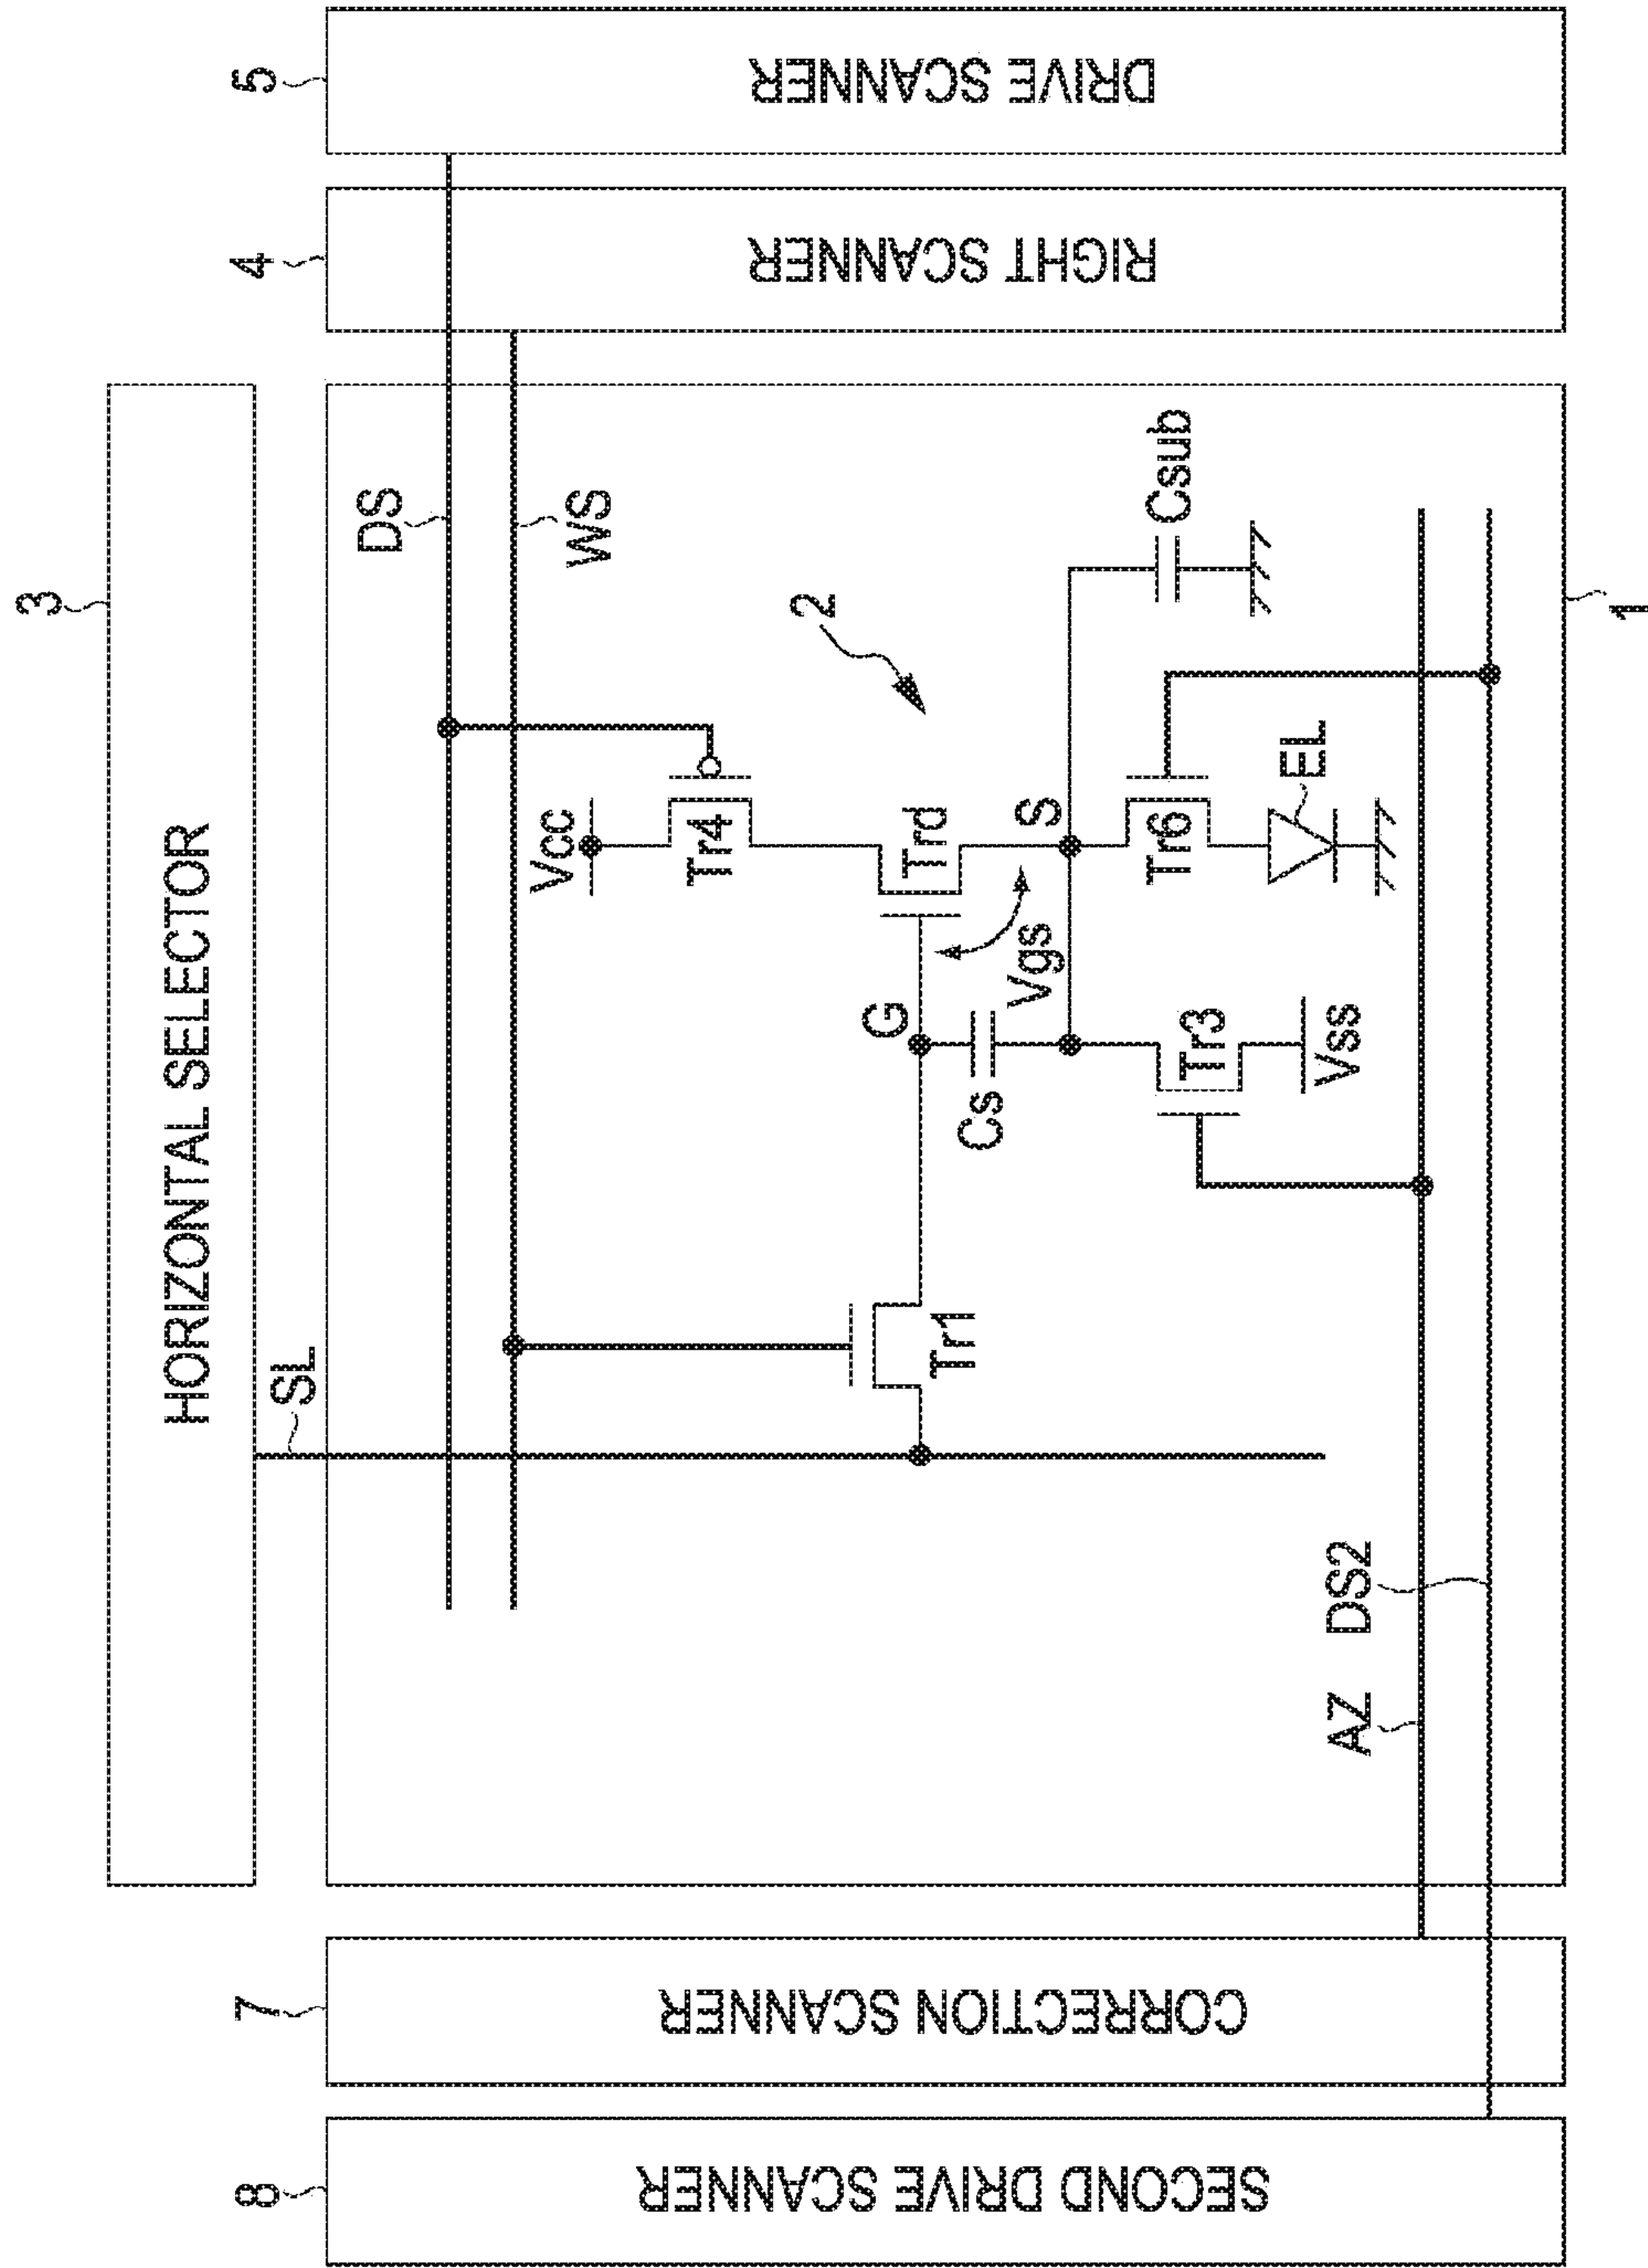 3
HORIZONTAL SELECTOR
SL
8
SECOND DRIVE SCANNER
7
CORRECTION SCANNER
4
RIGHT SCANNER
5
DRIVE SCANNER
DS
WS
Vcc
Tr4
2
Trd
G
S
Vgs
Cs
Tr1
Tr3
Vss
Tr6
EL
Csub
AZ
DS2
1